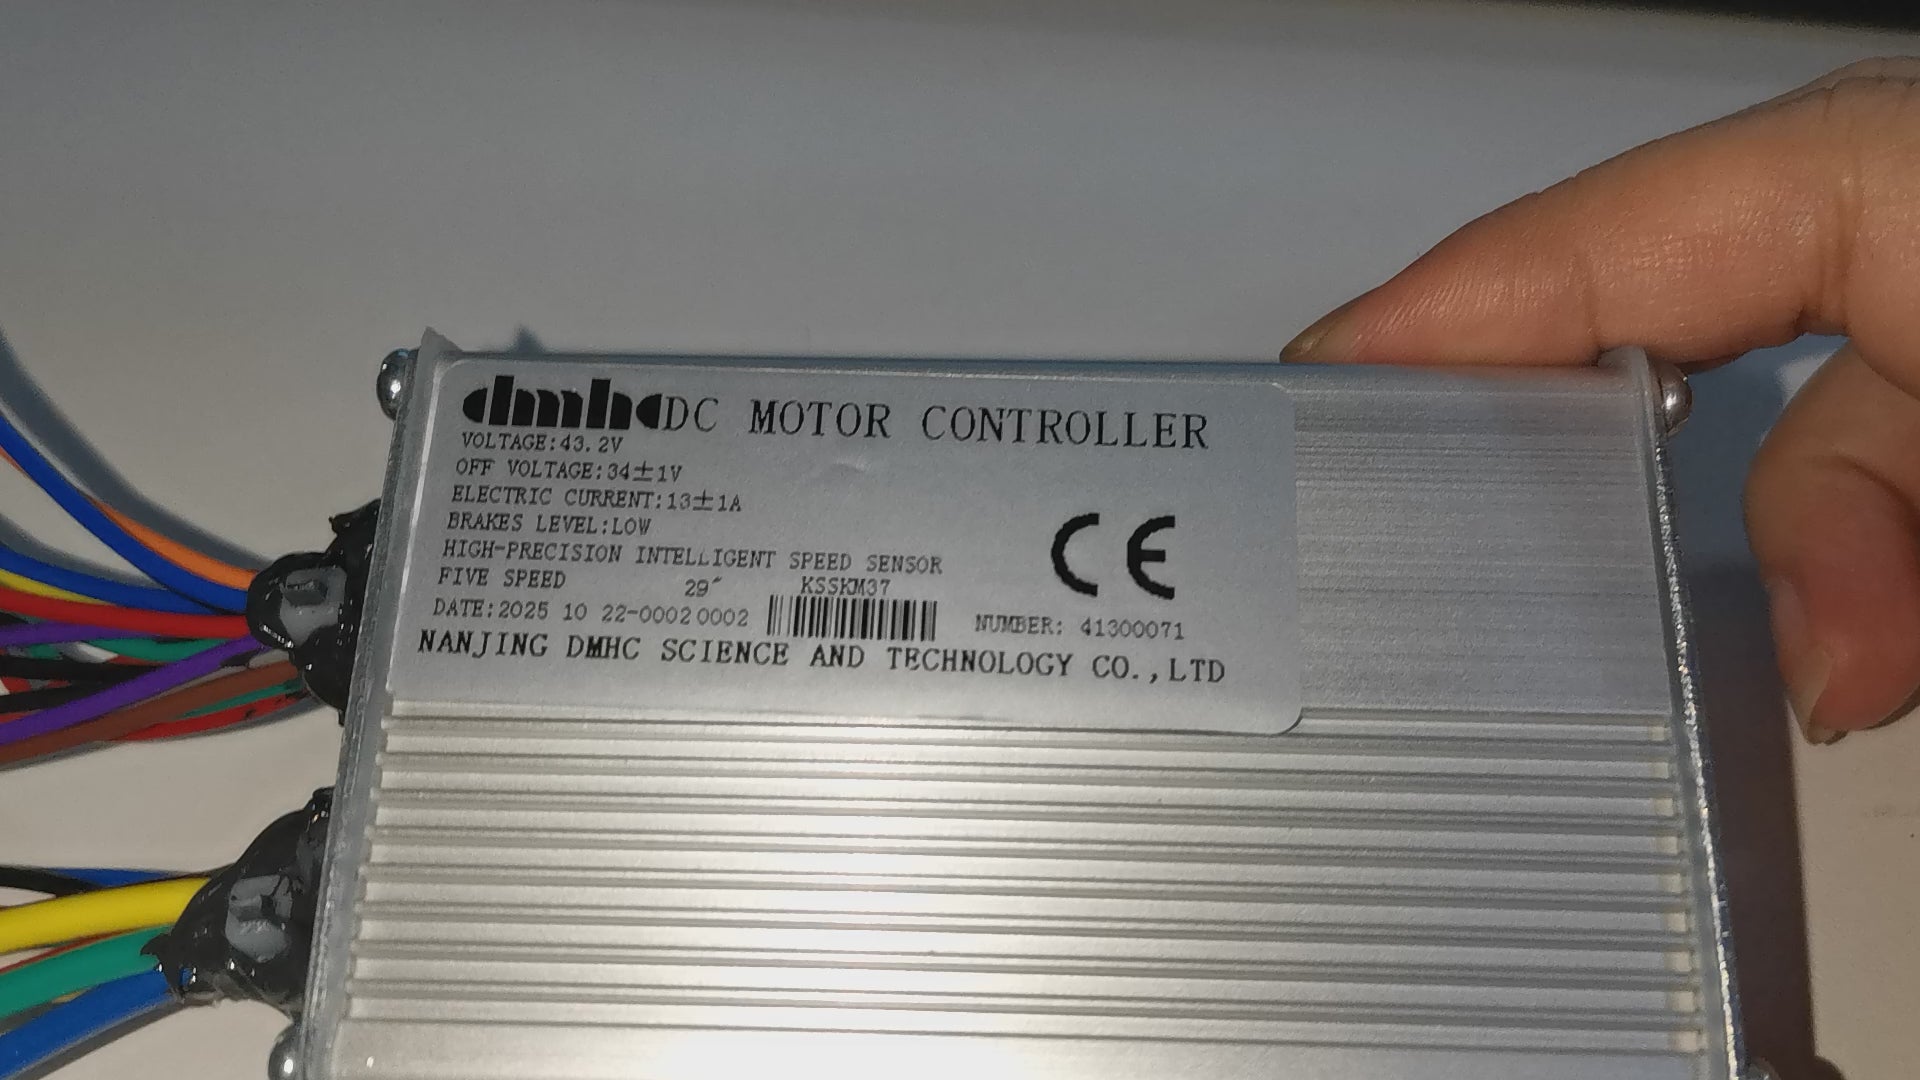 dmhc DC MOTOR CONTROLLER
VOLTAGE:43.2V
OFF VOLTAGE:34±1V
ELECTRIC CURRENT:13±1A
BRAKES LEVEL:LOW
HIGH-PRECISION INTELLIGENT SPEED SENSOR
FIVE SPEED 29″ KSSKM37
DATE:2025 10 22-0002 0002 NUMBER: 41300071
NANJING DMHC SCIENCE AND TECHNOLOGY CO.,LTD
CE